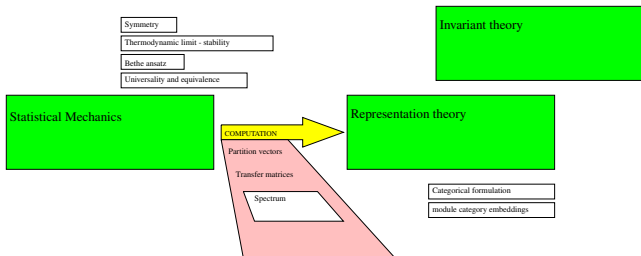 Symmetry
Thermodynamic limit - stability
Bethe ansatz
Universality and equivalence
Invariant theory
Statistical Mechanics
COMPUTATION
Representation theory
Partition vectors
Transfer matrices
Spectrum
Categorical formulation
module category embeddings